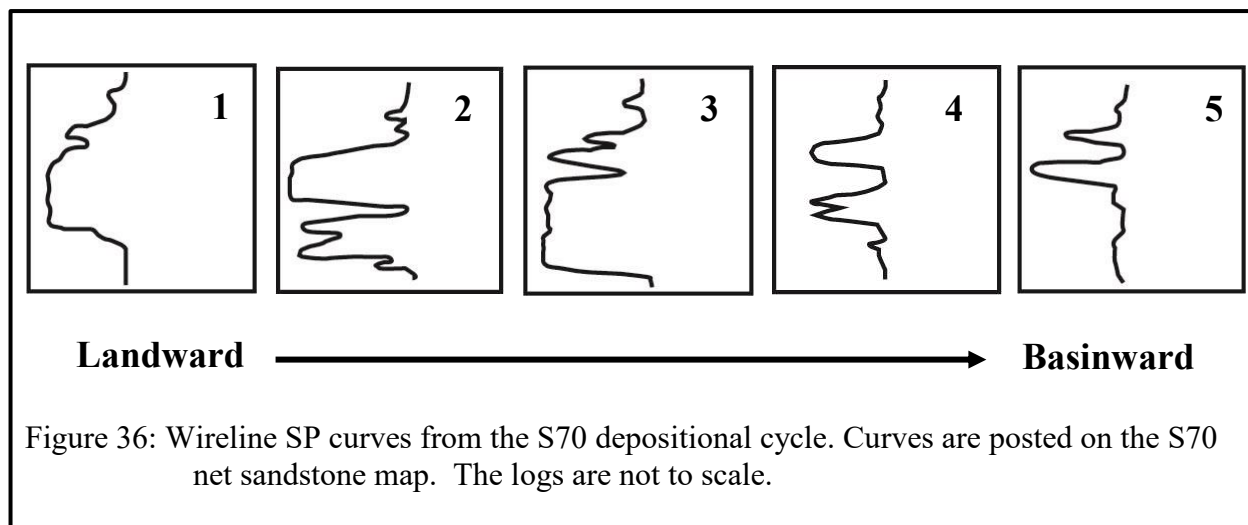 1
2
3
4
5
Landward
Basinward
Figure 36: Wireline SP curves from the S70 depositional cycle. Curves are posted on the S70
net sandstone map. The logs are not to scale.